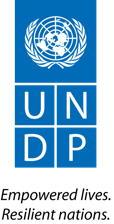 U N
D P
Empowered lives.
Resilient nations.